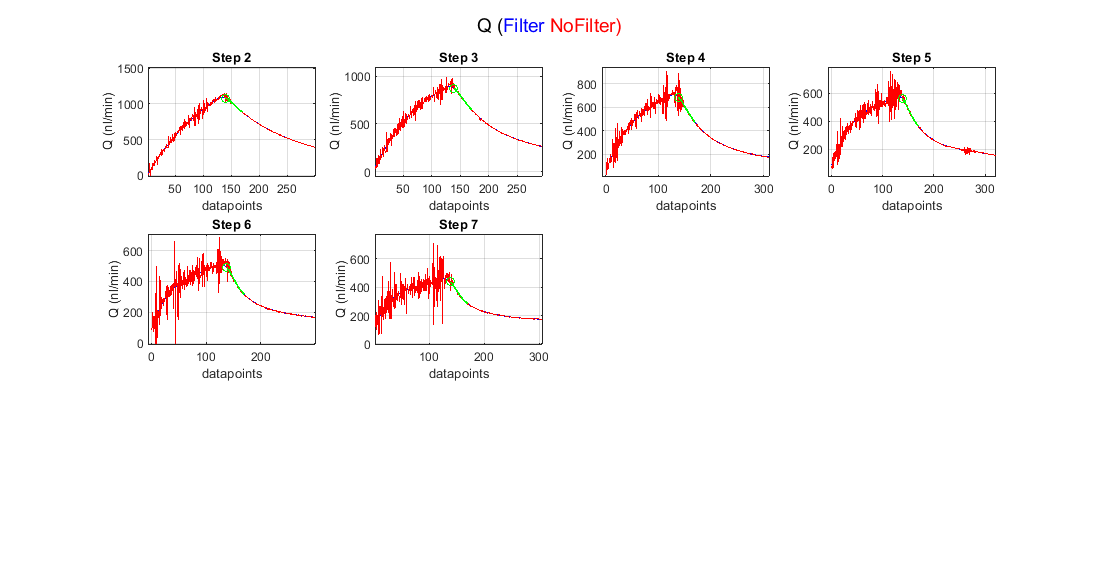 Q (Filter NoFilter)
Step 2
Step 3
Step 4
Step 5
Q (nl/min)
1500
1000
500
0
50 100 150 200 250
datapoints
Q (nl/min)
1000
500
0
50 100 150 200 250
datapoints
Q (nl/min)
800
600
400
200
0 100 200 300
datapoints
Q (nl/min)
600
400
200
0 100 200 300
datapoints
Step 6
Step 7
Q (nl/min)
600
400
200
0
0 100 200
datapoints
Q (nl/min)
600
400
200
0
100 200 300
datapoints